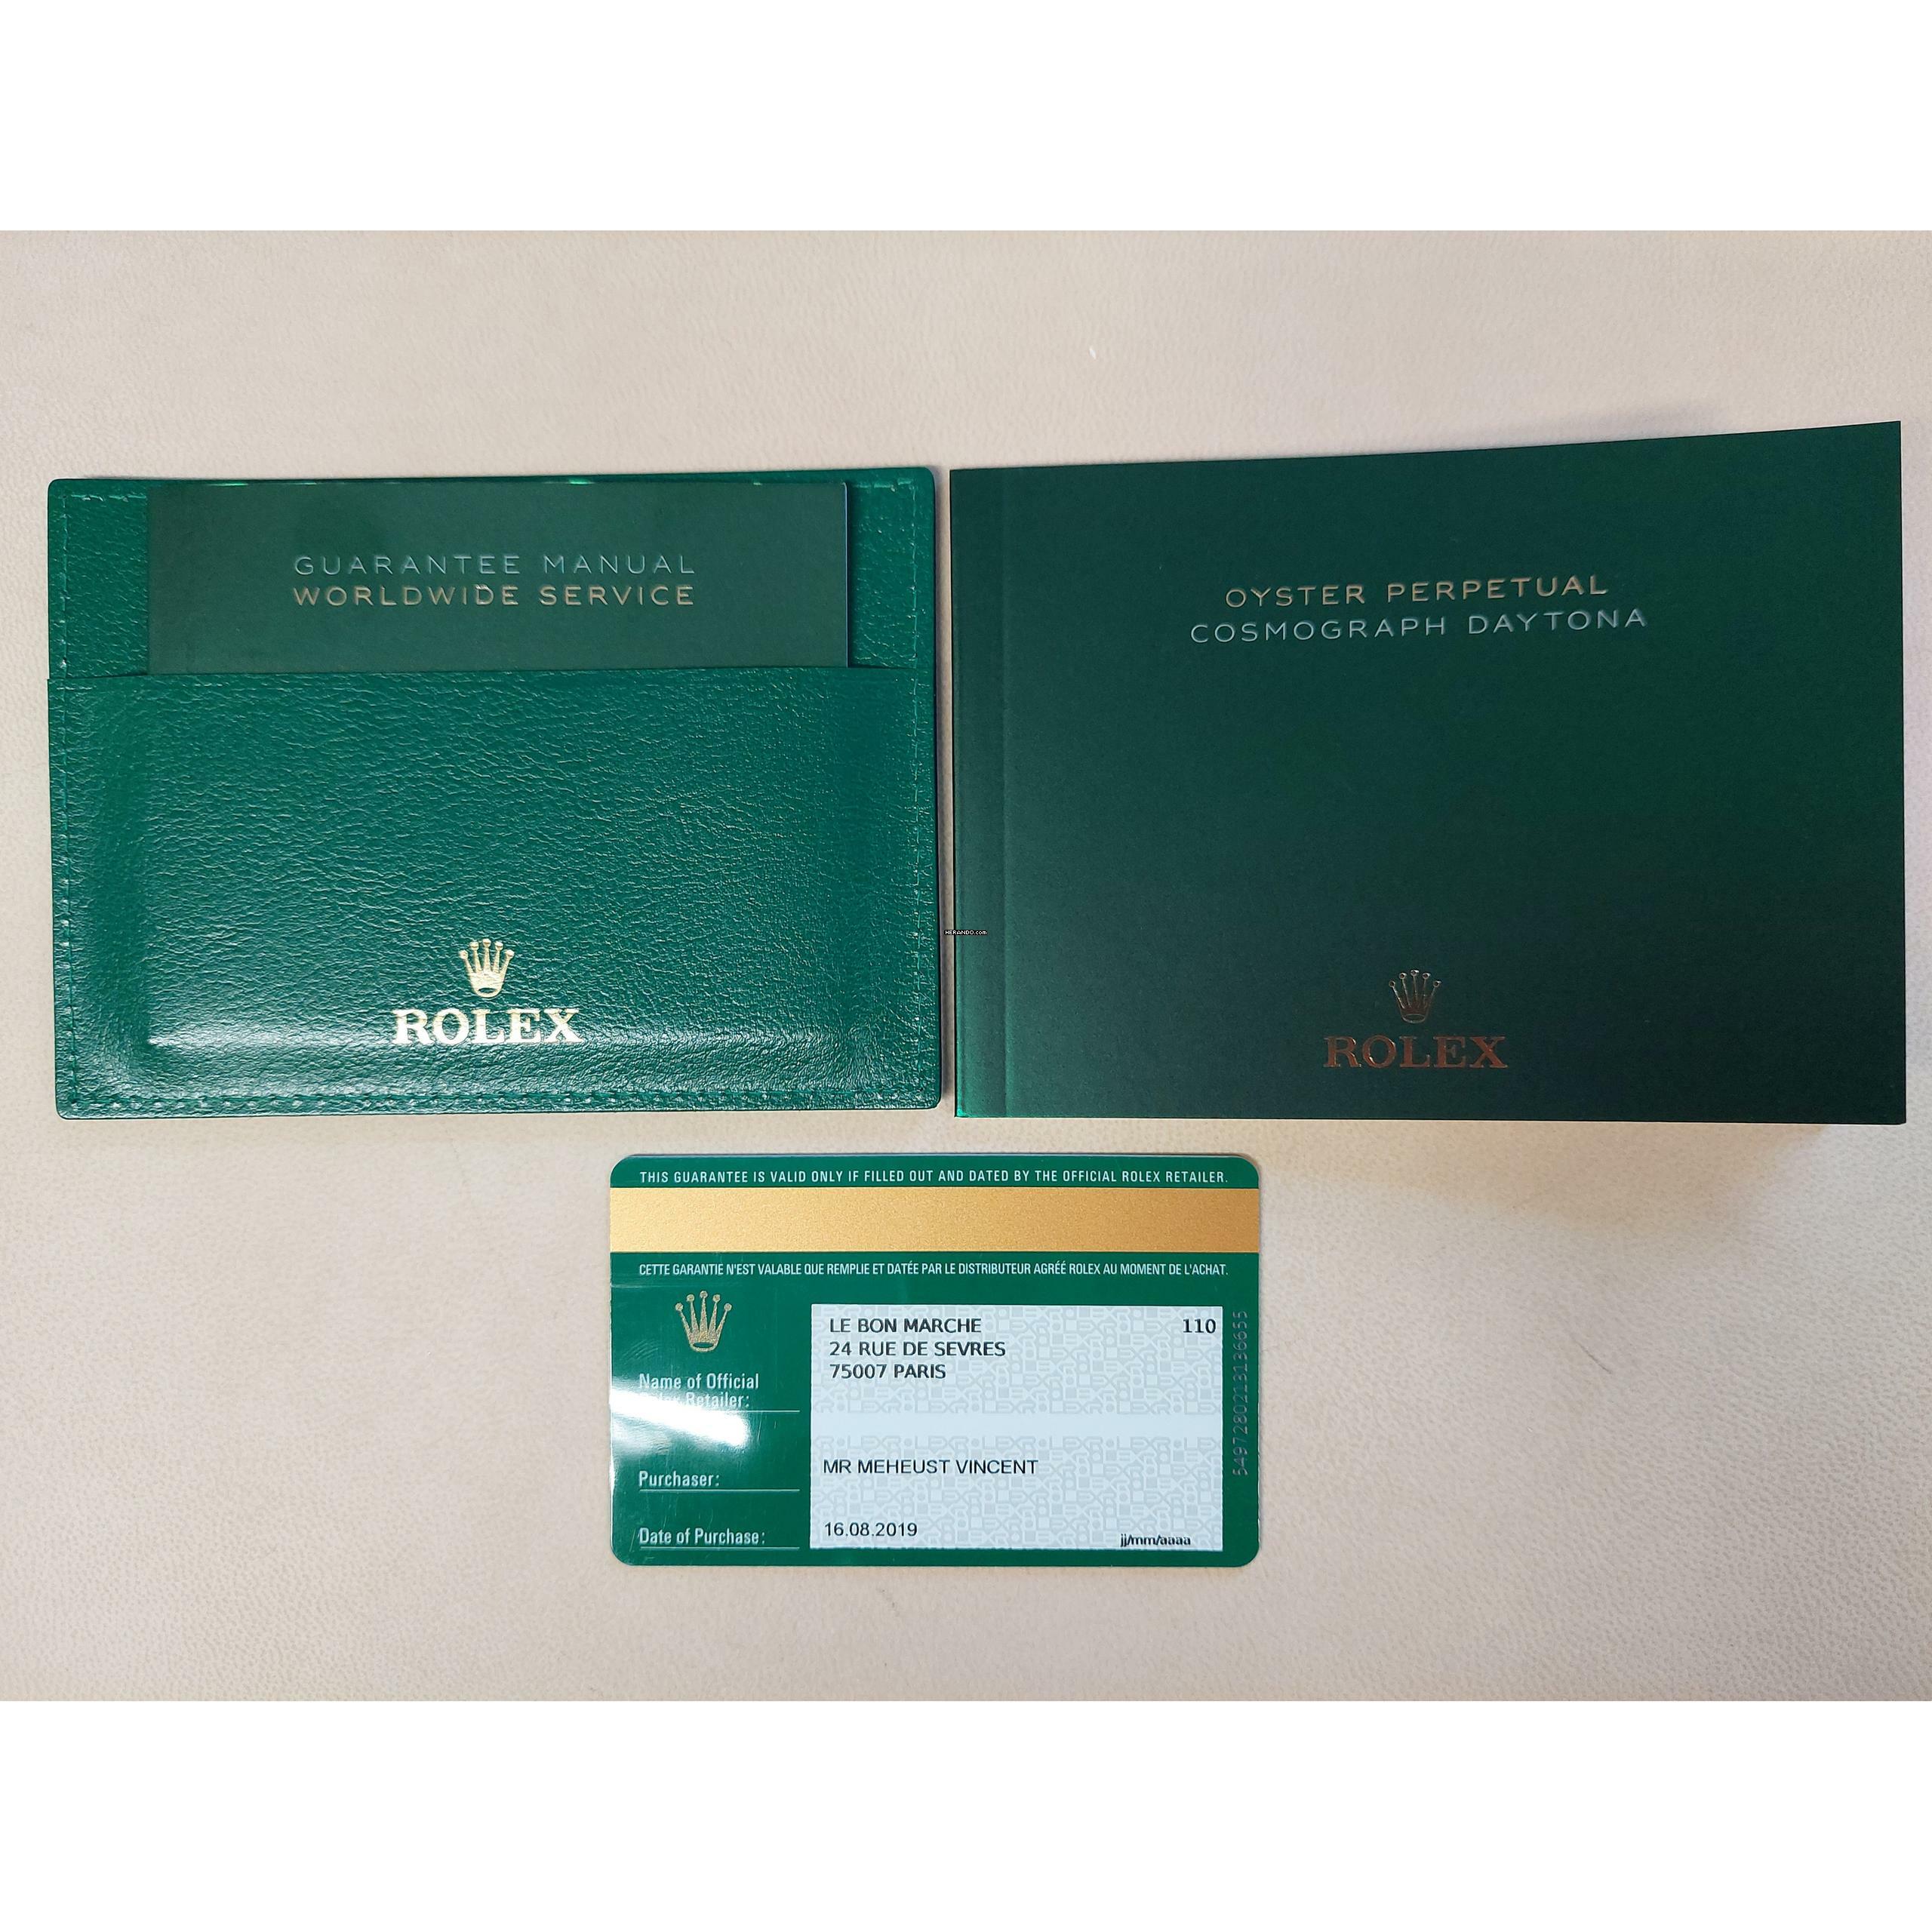 GUARANTEE MANUAL
WORLDWIDE SERVICE
ROLEX
OYSTER PERPETUAL
COSMOGRAPH DAYTONA
ROLEX
HERANDO.com
THIS GUARANTEE IS VALID ONLY IF FILLED OUT AND DATED BY THE OFFICIAL ROLEX RETAILER.
CETTE GARANTIE N'EST VALABLE QUE REMPLIE ET DATÉE PAR LE DISTRIBUTEUR AGRÉÉ ROLEX AU MOMENT DE L'ACHAT.
LE BON MARCHE 110
24 RUE DE SEVRES
75007 PARIS
Name of Official
Rolex Retailer:
Purchaser:
MR MEHEUST VINCENT
Date of Purchase:
16.08.2019
jj/mm/aaaa